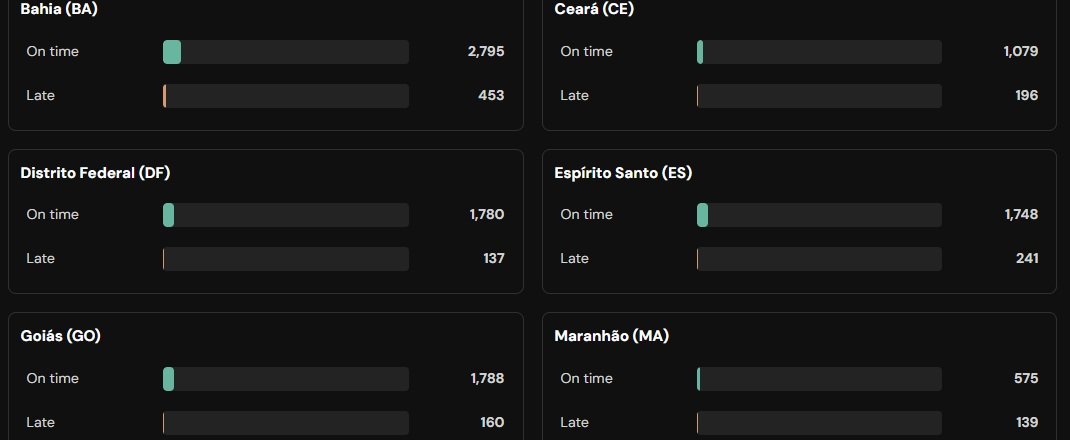 Bahia (BA)
On time 2,795
Late 453
Ceará (CE)
On time 1,079
Late 196
Distrito Federal (DF)
On time 1,780
Late 137
Espírito Santo (ES)
On time 1,748
Late 241
Goiás (GO)
On time 1,788
Late 160
Maranhão (MA)
On time 575
Late 139